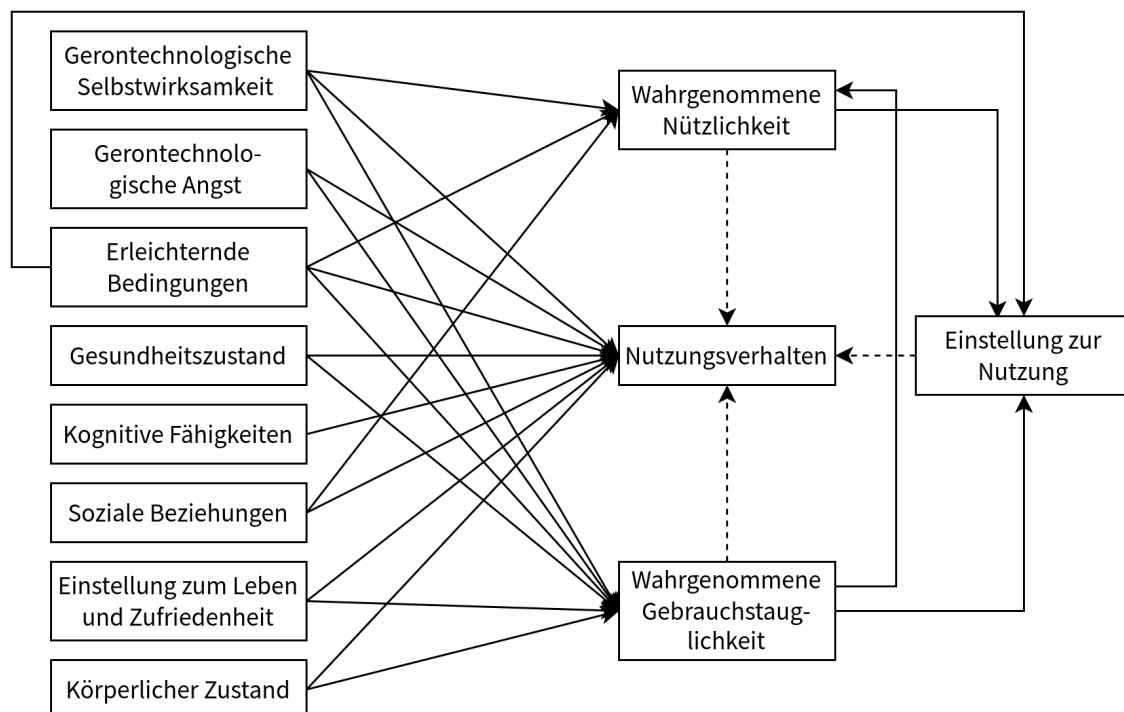 Gerontechnologische
Selbstwirksamkeit
Gerontechnolo-
gische Angst
Erleichternde
Bedingungen
Gesundheitszustand
Kognitive Fähigkeiten
Soziale Beziehungen
Einstellung zum Leben
und Zufriedenheit
Körperlicher Zustand
Wahrgenommene
Nützlichkeit
Nutzungsverhalten
Wahrgenommene
Gebrauchstaug-
lichkeit
Einstellung zur
Nutzung